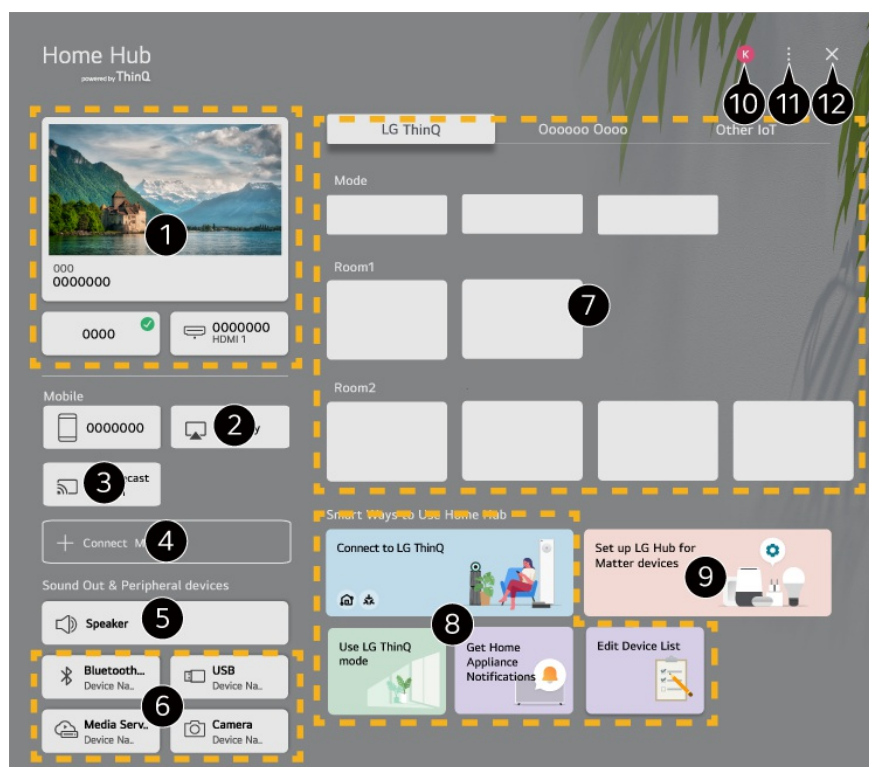 Home Hub
powered by ThinQ
K
10
11
12
LG ThinQ
Oooooo Oooo
Other IoT
1
000
0000000
0000
0000000
HDMI 1
Mode
Room1
7
Room2
Mobile
0000000
2
y
3
cast
4
+ Connect M
Sound Out & Peripheral devices
Speaker
5
Bluetooth...
Device Na..
USB
Device Na..
6
Media Serv..
Device Na..
Camera
Device Na..
Smart Ways to Use Home Hub
Connect to LG ThinQ
Set up LG Hub for
Matter devices
9
8
Use LG ThinQ
mode
Get Home
Appliance
Notifications
Edit Device List